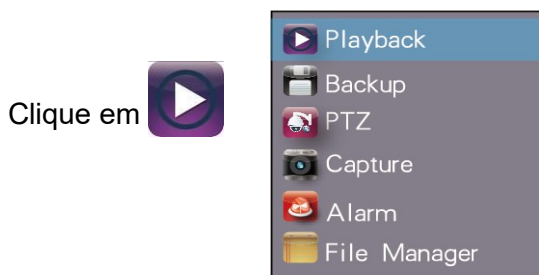 Clique em
Playback
Backup
PTZ
Capture
Alarm
File Manager